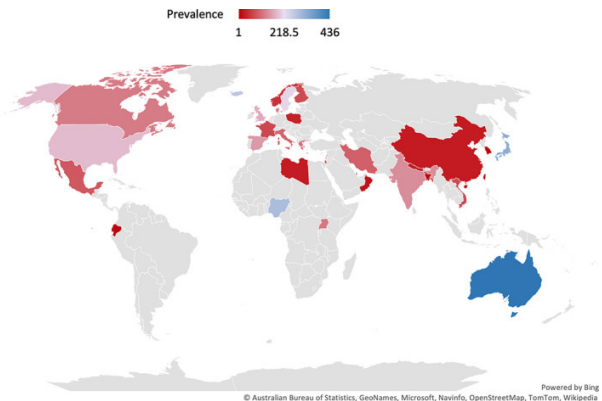 Prevalence
1 218.5 436
Powered by Bing
© Australian Bureau of Statistics, GeoNames, Microsoft, Navinfo, OpenStreetMap, TomTom, Wikipedia